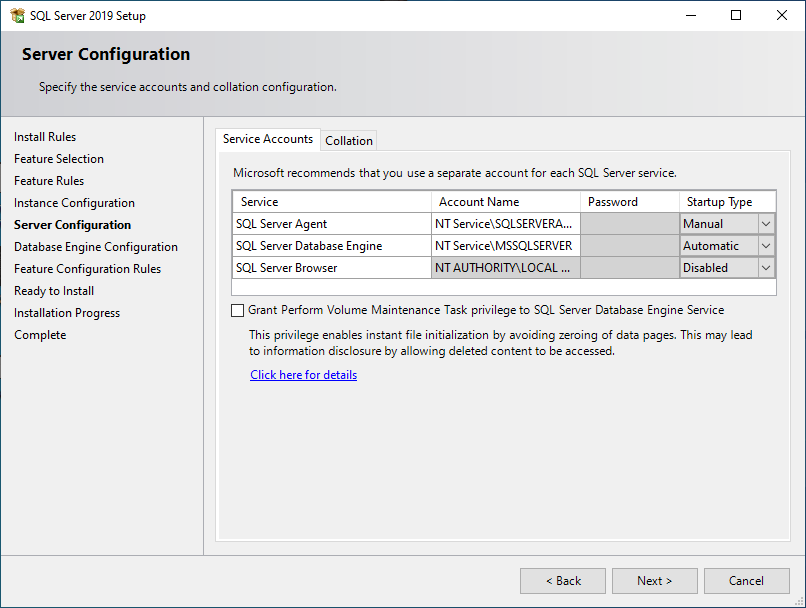 SQL Server 2019 Setup
Server Configuration
Specify the service accounts and collation configuration.
Install Rules
Feature Selection
Feature Rules
Instance Configuration
Server Configuration
Database Engine Configuration
Feature Configuration Rules
Ready to Install
Installation Progress
Complete
Service Accounts Collation
Microsoft recommends that you use a separate account for each SQL Server service.
Service Account Name Password Startup Type
SQL Server Agent NT Service\SQLSERVERA... Manual
SQL Server Database Engine NT Service\MSSQLSERVER Automatic
SQL Server Browser NT AUTHORITY\LOCAL ... Disabled
Grant Perform Volume Maintenance Task privilege to SQL Server Database Engine Service
This privilege enables instant file initialization by avoiding zeroing of data pages. This may lead
to information disclosure by allowing deleted content to be accessed.
Click here for details
< Back Next > Cancel